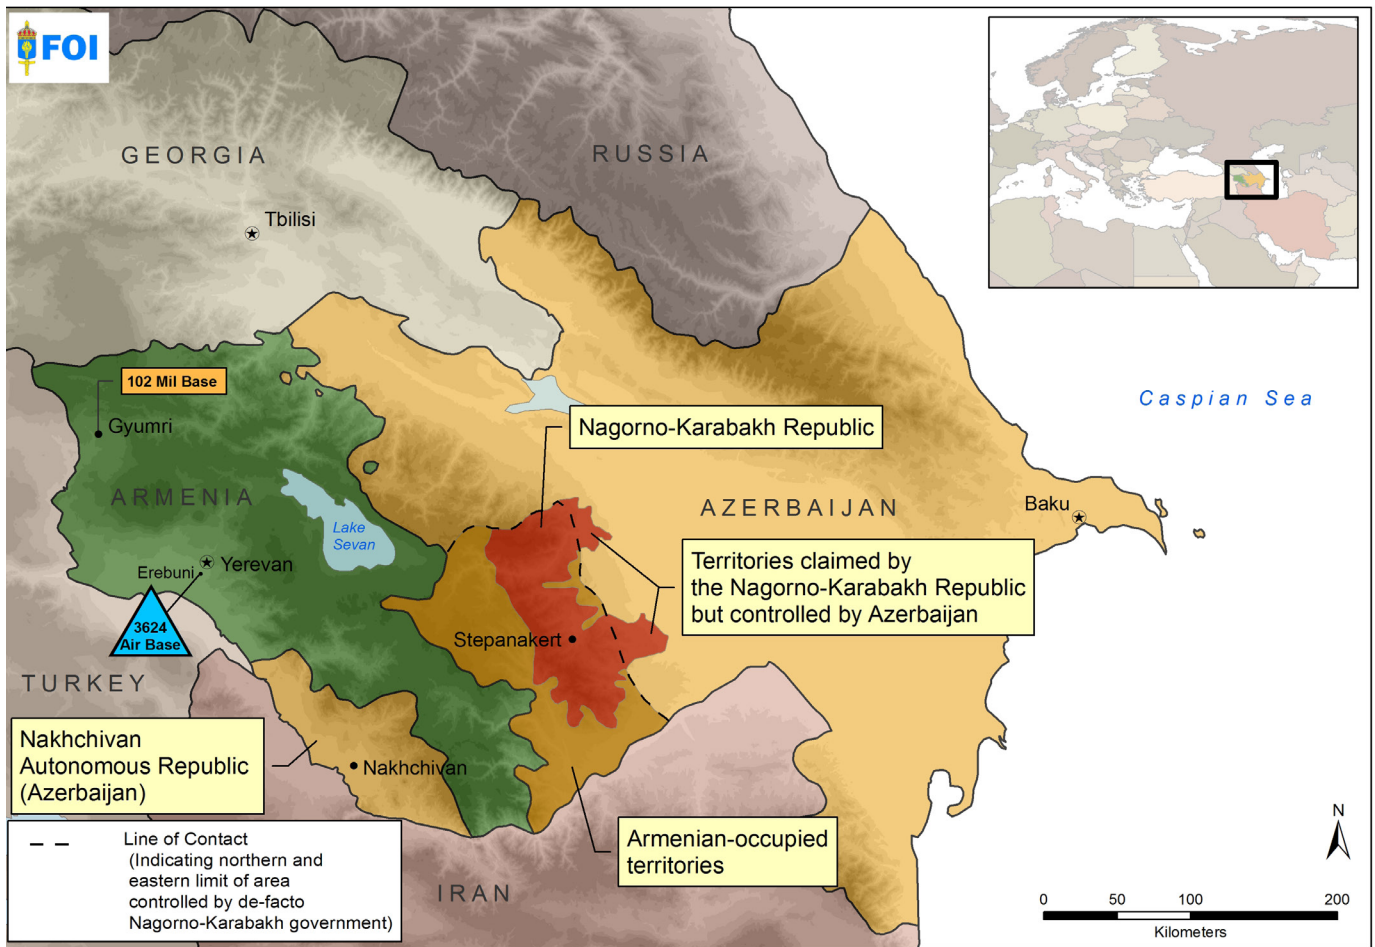 FOI
GEORGIA
RUSSIA
Tbilisi
102 Mil Base
Gyumri
Caspian Sea
Nagorno-Karabakh Republic
ARMENIA
AZERBAIJAN
Baku
Lake
Sevan
Yerevan
Erebuni
Territories claimed by
the Nagorno-Karabakh Republic
but controlled by Azerbaijan
3624
Air Base
Stepanakert
TURKEY
Nakhchivan
Autonomous Republic
(Azerbaijan)
Nakhchivan
Armenian-occupied
territories
IRAN
Line of Contact
(Indicating northern and
eastern limit of area
controlled by de-facto
Nagorno-Karabakh government)
N
0 50 100 200
Kilometers